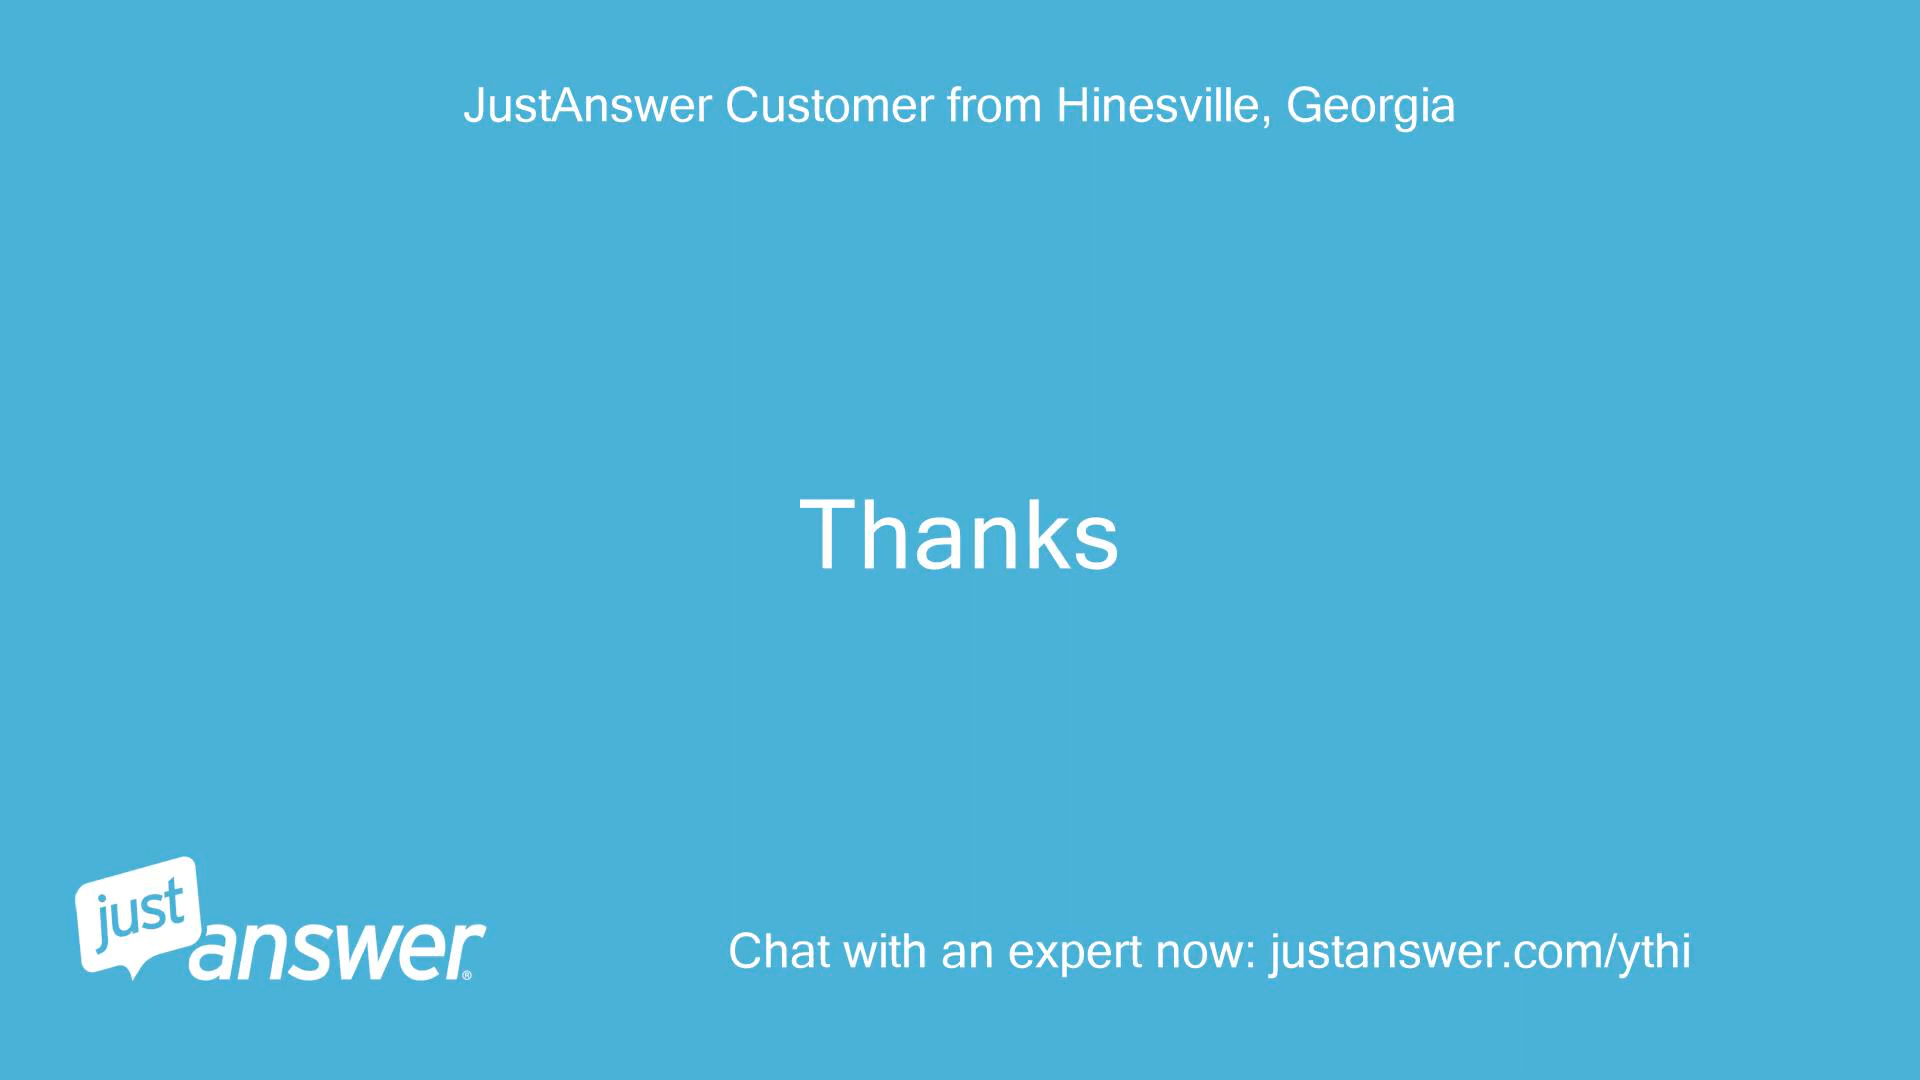 JustAnswer Customer from Hinesville, Georgia
Thanks
just
answer®
Chat with an expert now: justanswer.com/ythi